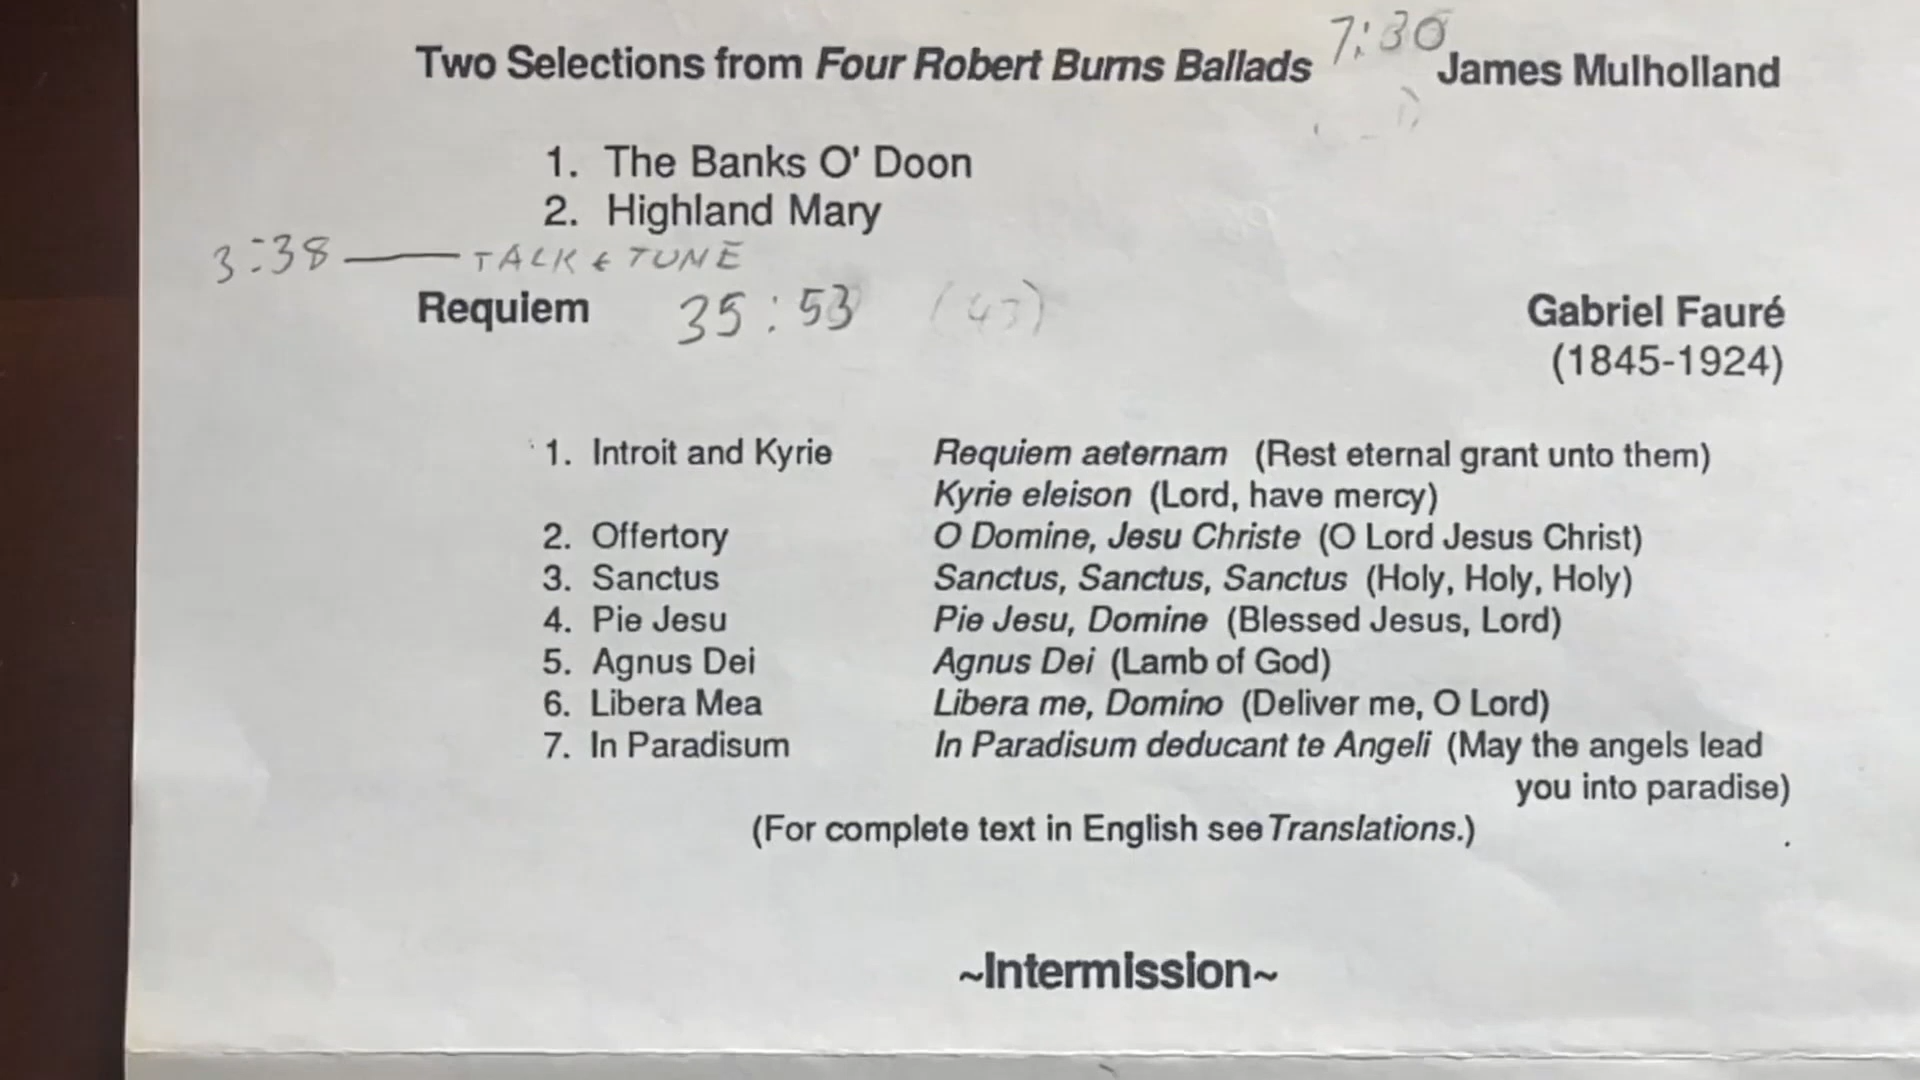 Two Selections from Four Robert Burns Ballads 7:30 James Mulholland
1. The Banks O' Doon
2. Highland Mary
3:38 — TALK & TUNE
Requiem 35:53 (43) Gabriel Fauré
(1845-1924)
1. Introit and Kyrie Requiem aeternam (Rest eternal grant unto them)
Kyrie eleison (Lord, have mercy)
2. Offertory O Domine, Jesu Christe (O Lord Jesus Christ)
3. Sanctus Sanctus, Sanctus, Sanctus (Holy, Holy, Holy)
4. Pie Jesu Pie Jesu, Domine (Blessed Jesus, Lord)
5. Agnus Dei Agnus Dei (Lamb of God)
6. Libera Mea Libera me, Domino (Deliver me, O Lord)
7. In Paradisum In Paradisum deducant te Angeli (May the angels lead
you into paradise)
(For complete text in English see Translations.)
~Intermission~